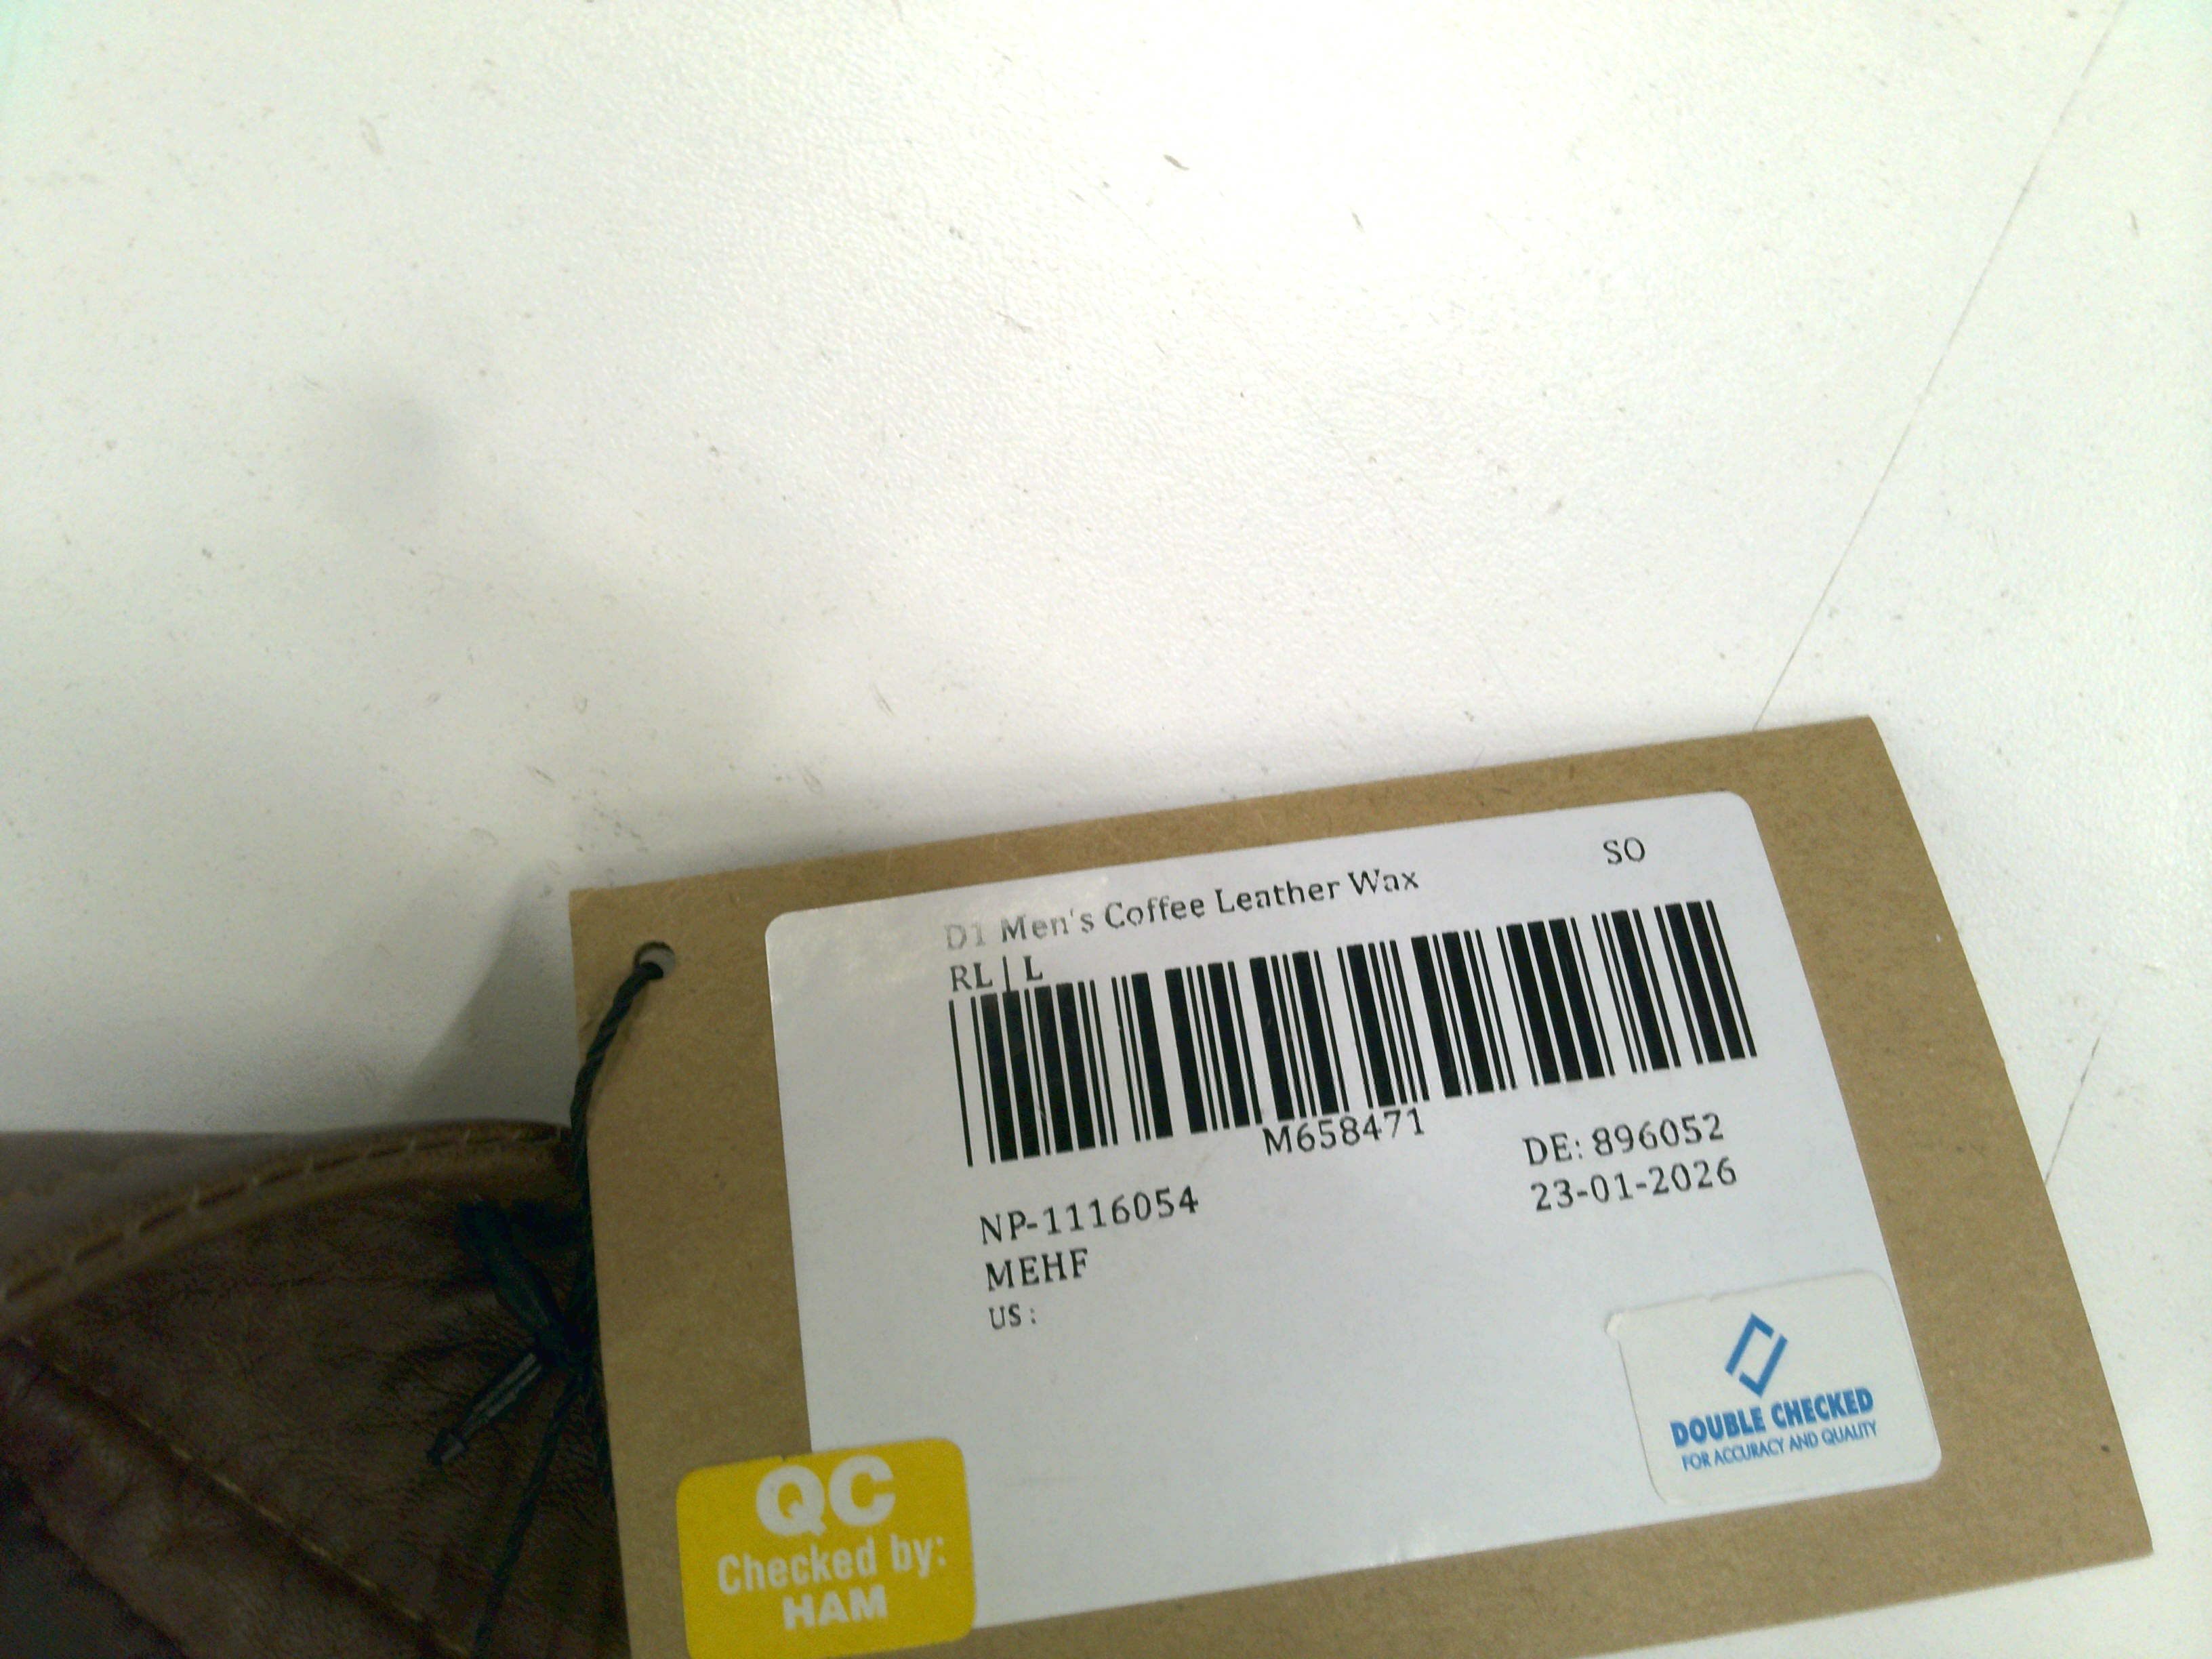 D1 Men's Coffee Leather Wax
SO
RL | L
M658471
DE: 896052
23-01-2026
NP-1116054
MEHF
US :
DOUBLE CHECKED
FOR ACCURACY AND QUALITY
QC
Checked by:
HAM